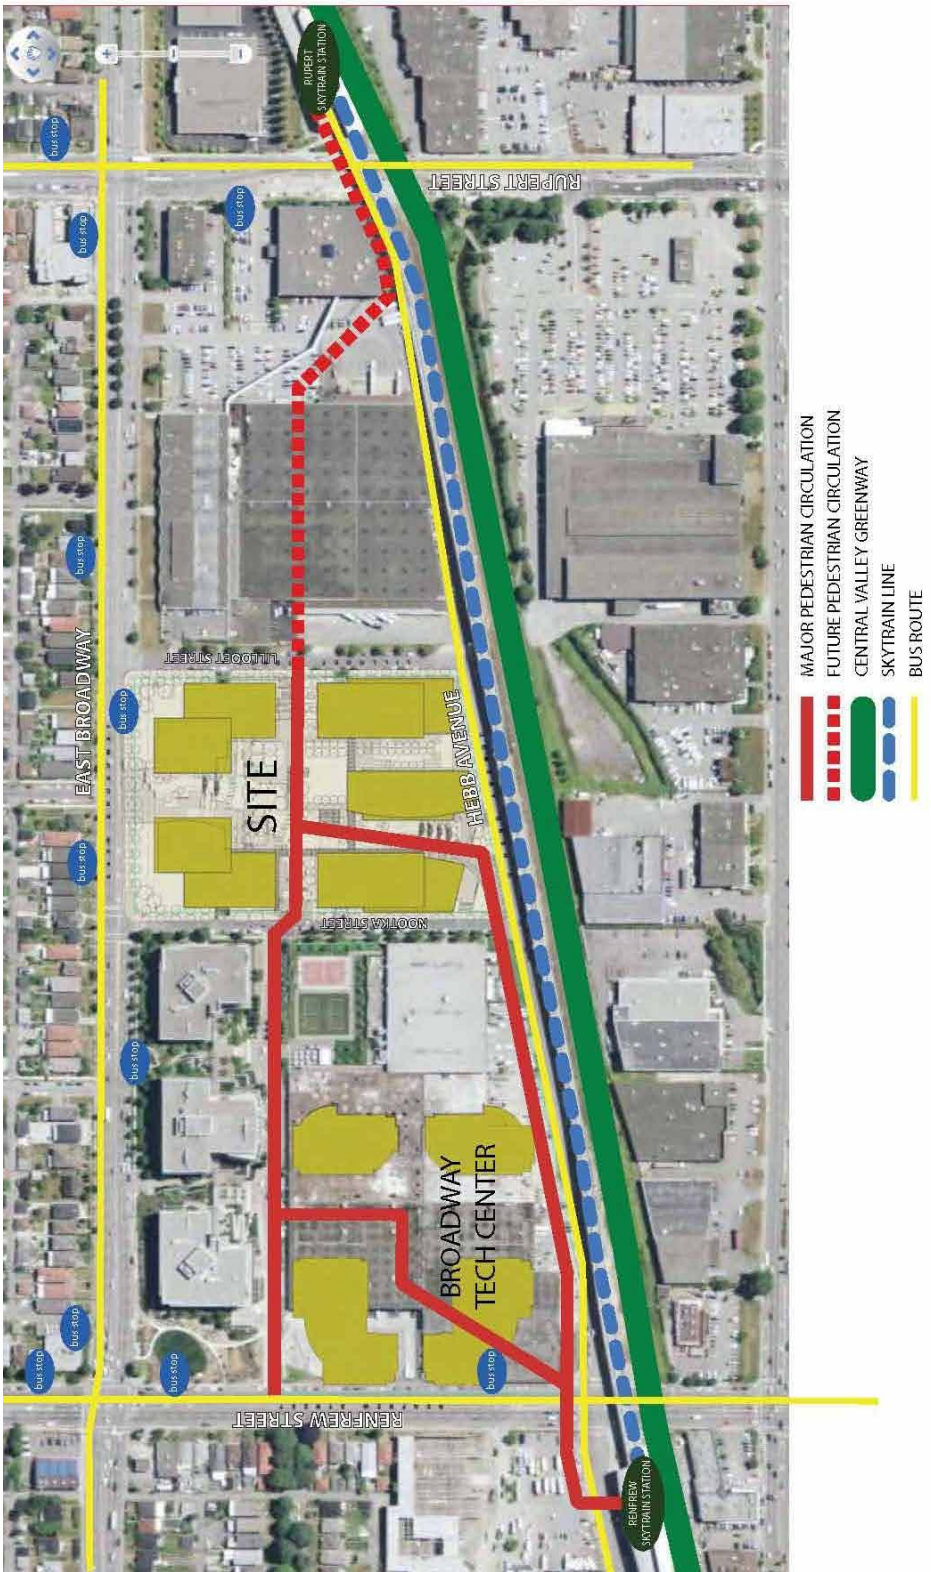 RUPERT
SKYTRAIN STATION
bus stop
bus stop
bus stop
RUPERT STREET
bus stop
EAST BROADWAY
LILLOOET STREET
bus stop
SITE
HEBB AVENUE
bus stop
NOOTKA STREET
bus stop
BROADWAY
TECH CENTER
bus stop
bus stop
bus stop
bus stop
RENFREW STREET
RENFREW
SKYTRAIN STATION
MAJOR PEDESTRIAN CIRCULATION
FUTURE PEDESTRIAN CIRCULATION
CENTRAL VALLEY GREENWAY
SKYTRAIN LINE
BUS ROUTE